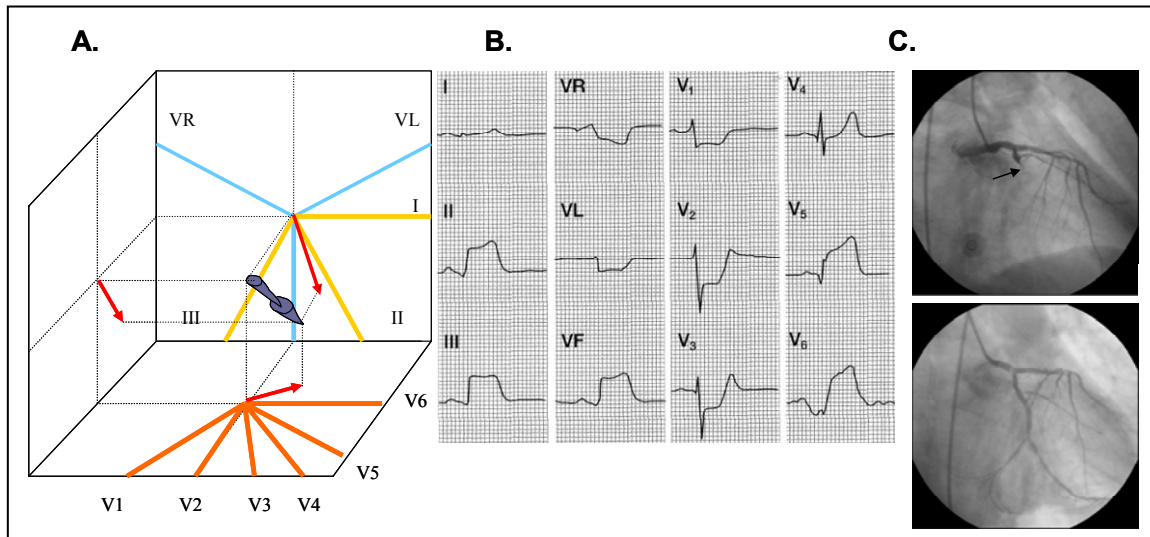 A.
B.
C.
VR
VL
I
III
II
V6
V5
V1 V2 V3 V4
I VR V₁ V₄
II VL V₂ V₅
III VF V₃ V₆